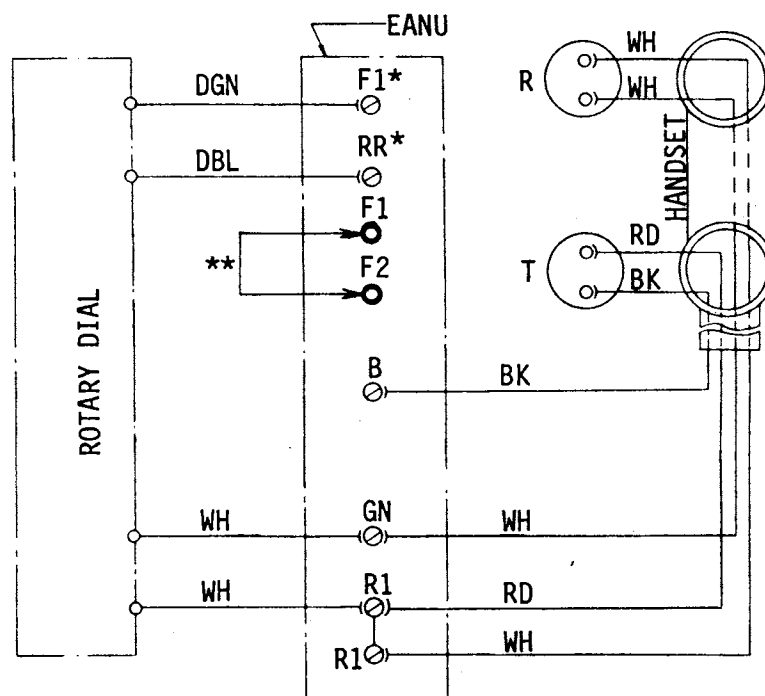 EANU
F1*
DGN
RR*
DBL
F1
**
F2
B
BK
ROTARY DIAL
GN
WH
WH
R1
WH
RD
R1
WH
R
WH
WH
HANDSET
T
RD
BK